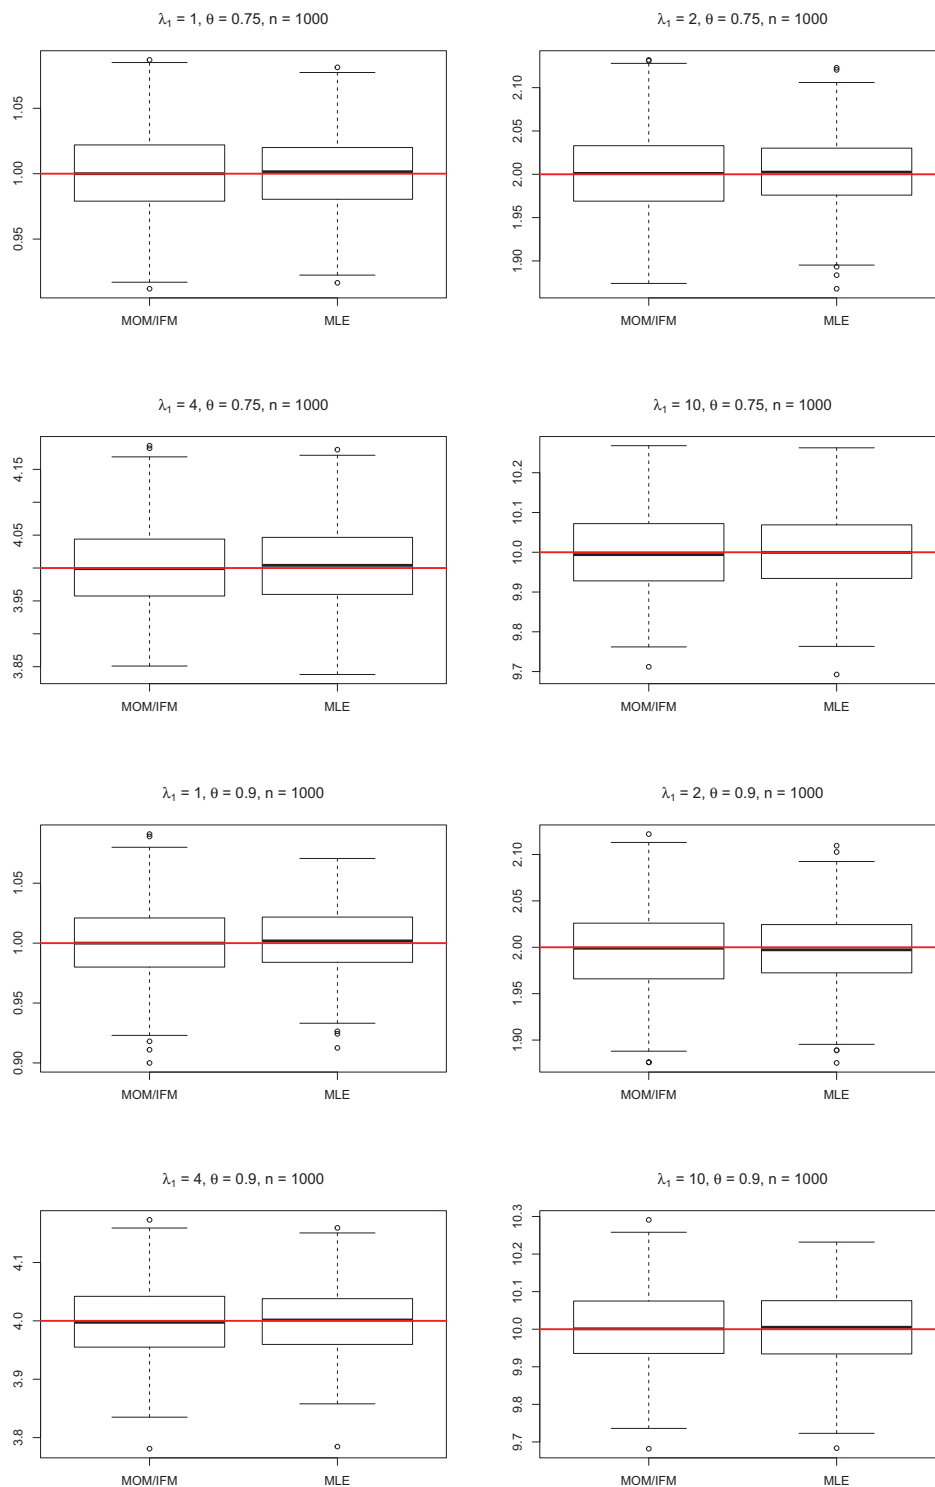 λ₁ = 1, θ = 0.75, n = 1000
1.05
1.00
0.95
MOM/IFM MLE
λ₁ = 2, θ = 0.75, n = 1000
2.10
2.05
2.00
1.95
1.90
MOM/IFM MLE
λ₁ = 4, θ = 0.75, n = 1000
4.15
4.05
3.95
3.85
MOM/IFM MLE
λ₁ = 10, θ = 0.75, n = 1000
10.2
10.1
10.0
9.9
9.8
9.7
MOM/IFM MLE
λ₁ = 1, θ = 0.9, n = 1000
1.05
1.00
0.95
0.90
MOM/IFM MLE
λ₁ = 2, θ = 0.9, n = 1000
2.10
2.05
2.00
1.95
1.90
MOM/IFM MLE
λ₁ = 4, θ = 0.9, n = 1000
4.1
4.0
3.9
3.8
MOM/IFM MLE
λ₁ = 10, θ = 0.9, n = 1000
10.3
10.2
10.1
10.0
9.9
9.8
9.7
MOM/IFM MLE